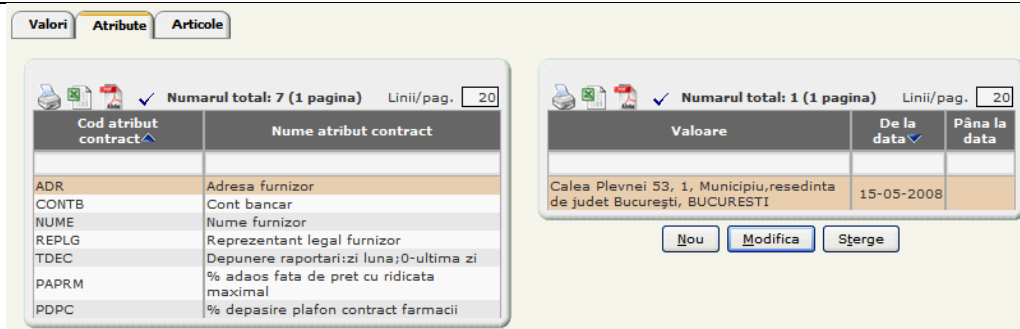 Valori Atribute Articole
Numarul total: 7 (1 pagina) Linii/pag. 20
Cod atribut contract Nume atribut contract
ADR Adresa furnizor
CONTB Cont bancar
NUME Nume furnizor
REPLG Reprezentant legal furnizor
TDEC Depunere raportari:zi luna;0-ultima zi
PAPRM % adaos fata de pret cu ridicata
maximal
PDPC % depasire plafon contract farmacii
Numarul total: 1 (1 pagina) Linii/pag. 20
Valoare De la data Pâna la data
Calea Plevnei 53, 1, Municipiu,resedinta
de judet Bucureşti, BUCURESTI 15-05-2008
Nou Modifica Sterge